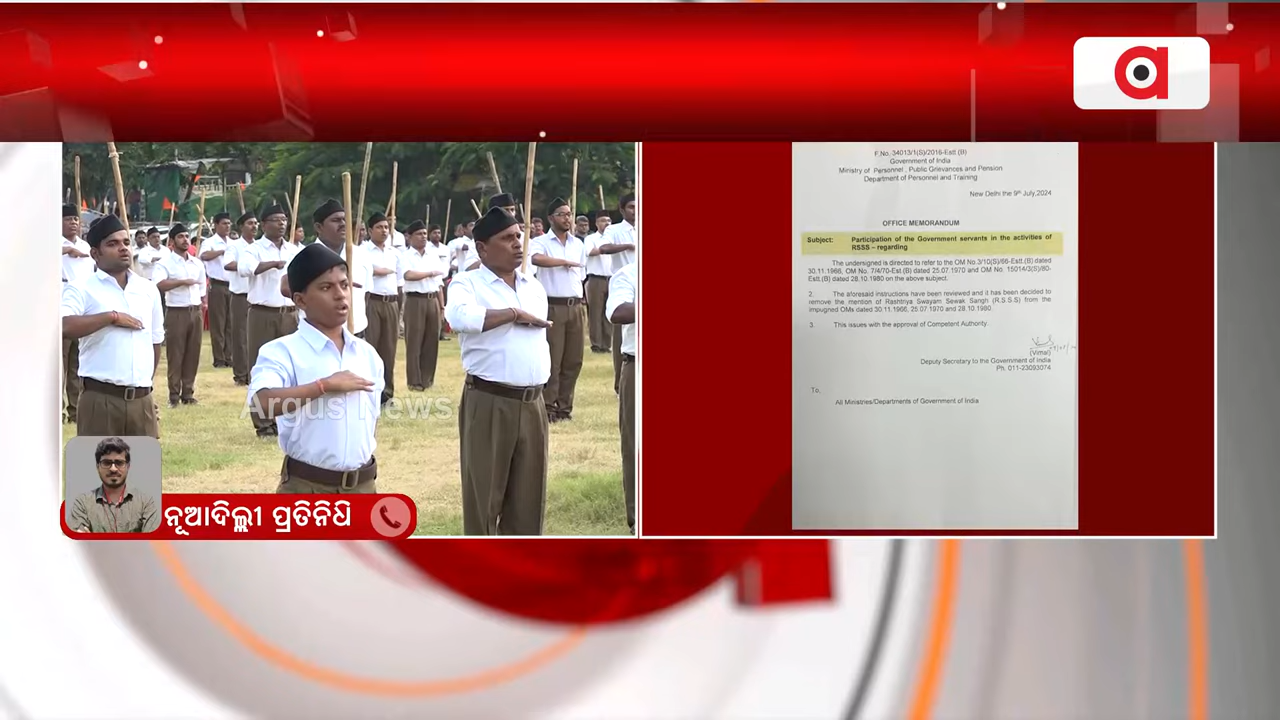 a
F.No.-34013/1(S)/2016-Estt.(B)
Government of India
Ministry of Personnel, Public Grievances and Pension
Department of Personnel and Training
New Delhi the 9th July,2024
OFFICE MEMORANDUM
Subject: Participation of the Government servants in the activities of
RSSS – regarding
The undersigned is directed to refer to the OM No.3/10(S)/66-Estt.(B) dated
30.11.1966, OM No. 7/4/70-Est.(B) dated 25.07.1970 and OM No. 15014/3(S)/80-
Estt.(B) dated 28.10.1980 on the above subject.
2. The aforesaid instructions have been reviewed and it has been decided to
remove the mention of Rashtriya Swayam Sewak Sangh (R.S.S.S) from the
impugned OMs dated 30.11.1966, 25.07.1970 and 28.10.1980.
3. This issues with the approval of Competent Authority.
(Vimal)
Deputy Secretary to the Government of India
Ph. 011-23093074
To,
All Ministries/Departments of Government of India
Argus News
ନୂଆଦିଲ୍ଲୀ ପ୍ରତିନିଧି